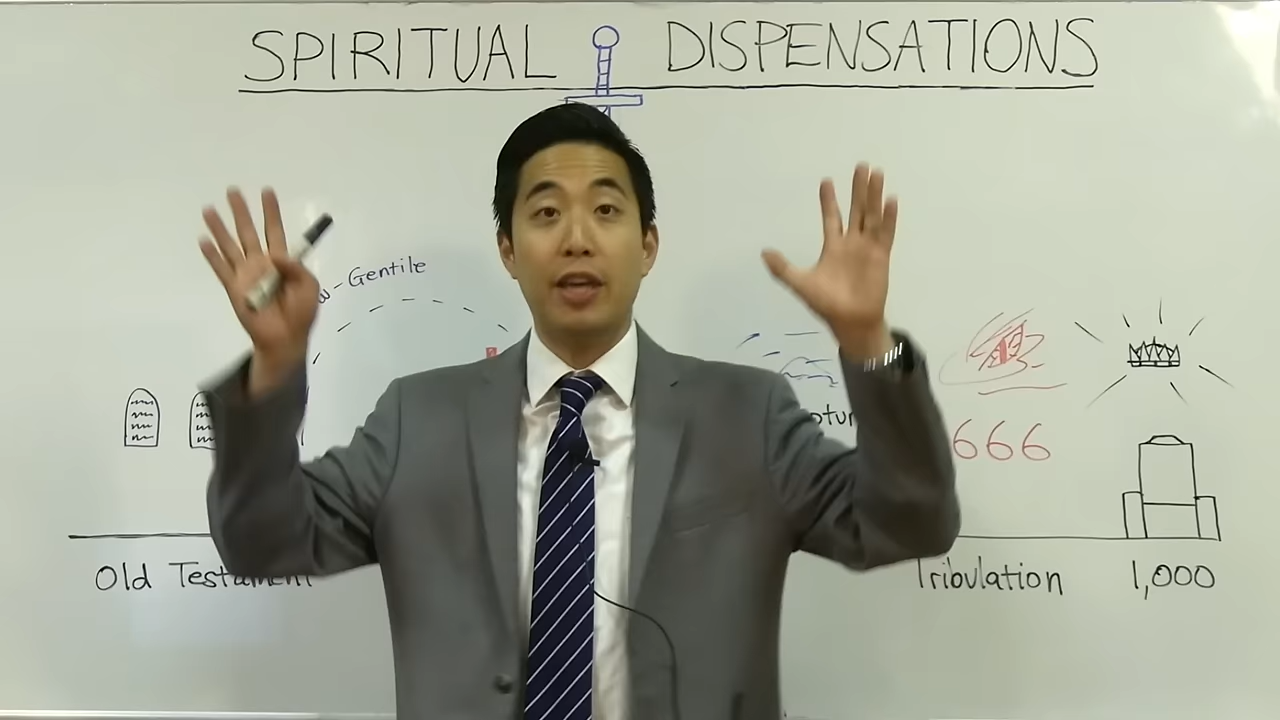 SPIRITUAL DISPENSATIONS
-Gentile
666
Old Testament
Tribulation
1,000